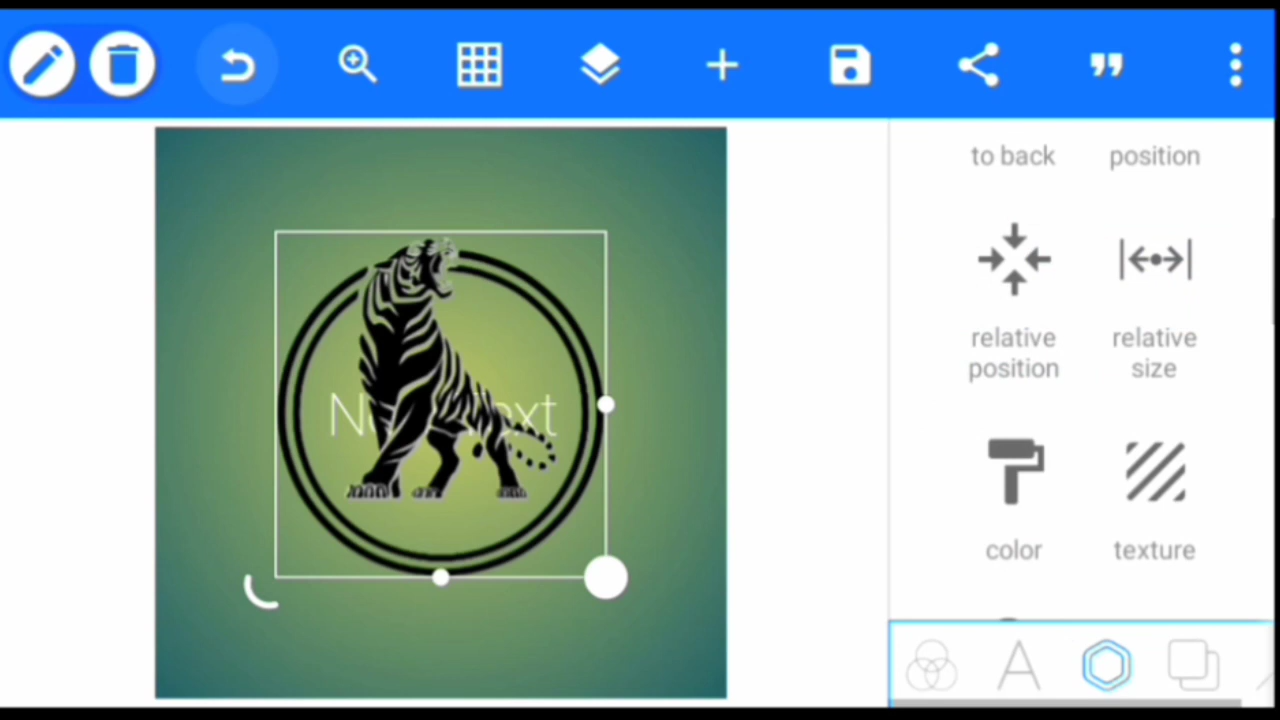 to back
position
relative
position
relative
size
color
texture